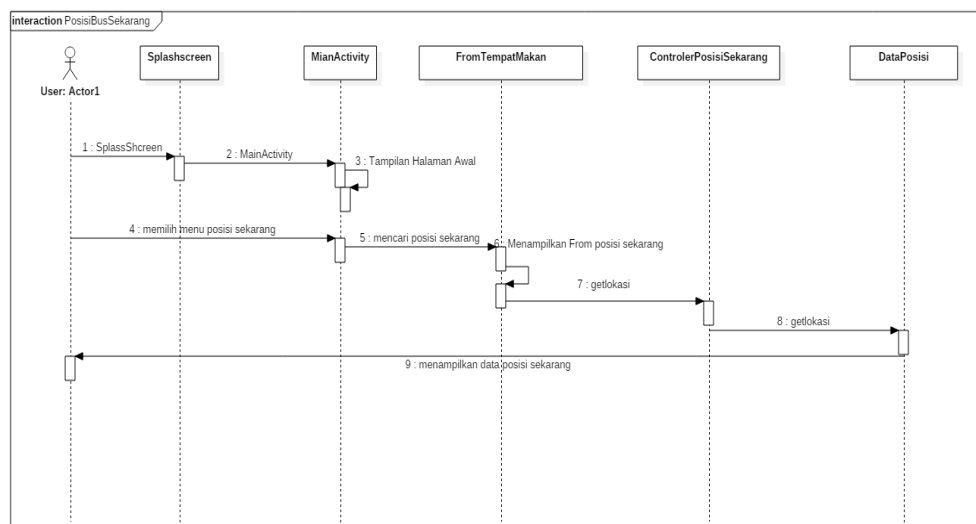 interaction PosisiBusSekarang
Splashscreen
MianActivity
FromTempatMakan
ControlerPosisiSekarang
DataPosisi
User: Actor1
1 : SplassShcreen
2 : MainActivity
3 : Tampilan Halaman Awal
4 : memilih menu posisi sekarang
5 : mencari posisi sekarang
6 : Menampilkan From posisi sekarang
7 : getlokasi
8 : getlokasi
9 : menampilkan data posisi sekarang